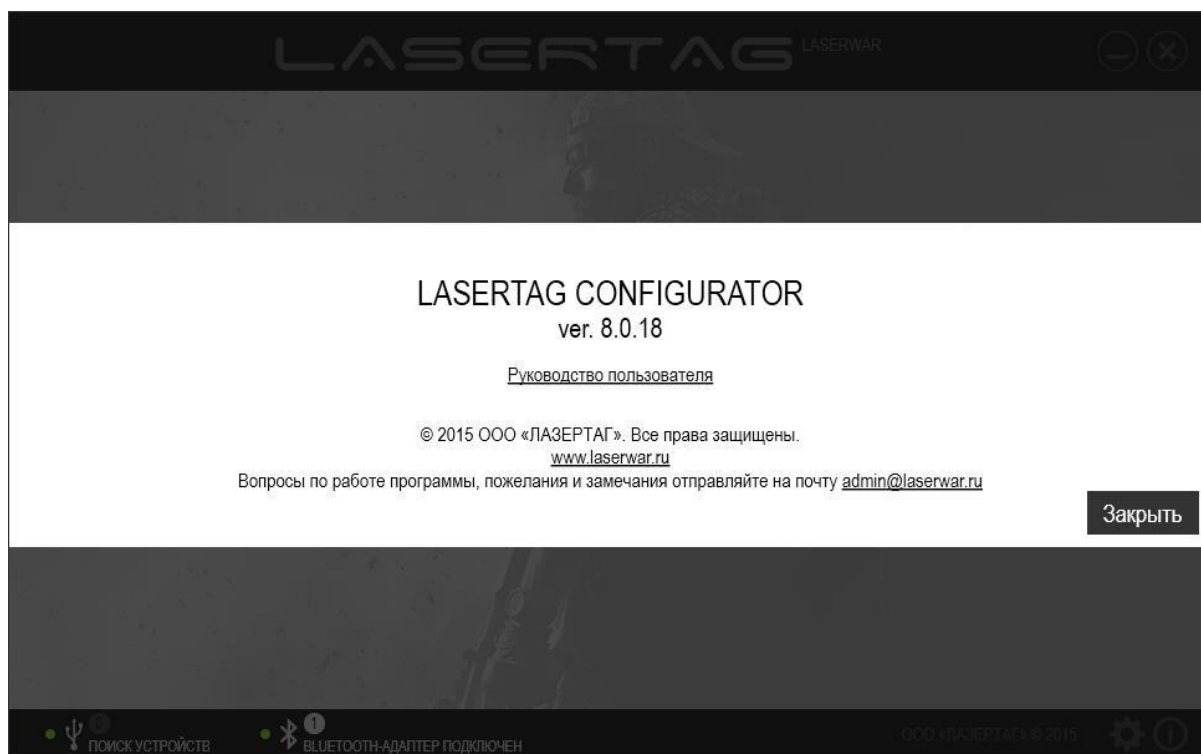 LASERTAG LASERWAR
LASERTAG CONFIGURATOR
ver. 8.0.18
Руководство пользователя
© 2015 ООО «ЛАЗЕРТАГ». Все права защищены.
www.laserwar.ru
Вопросы по работе программы, пожелания и замечания отправляйте на почту admin@laserwar.ru
Закрыть
0
ПОИСК УСТРОЙСТВ
1
BLUETOOTH-АДАПТЕР ПОДКЛЮЧЕН
ООО «ЛАЗЕРТАГ» © 2015